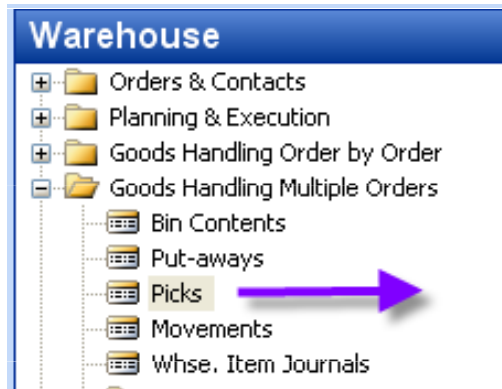 Warehouse
Orders & Contacts
Planning & Execution
Goods Handling Order by Order
Goods Handling Multiple Orders
Bin Contents
Put-aways
Picks
Movements
Whse. Item Journals